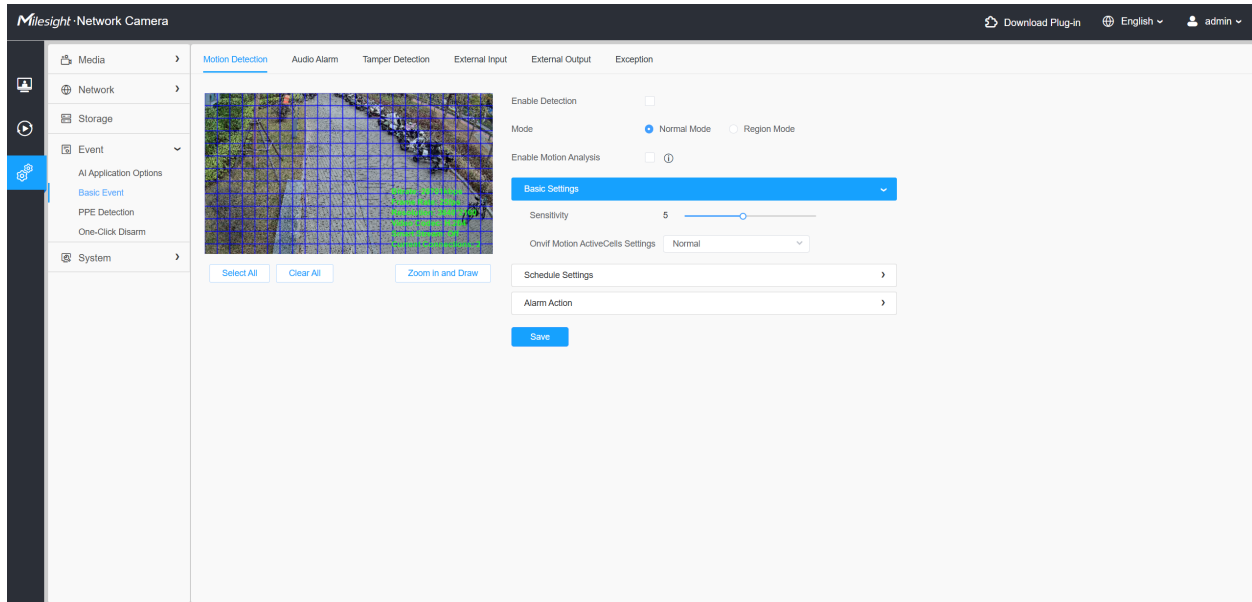 Milesight·Network Camera
Download Plug-in
English
admin
Media
Network
Storage
Event
AI Application Options
Basic Event
PPE Detection
One-Click Disarm
System
Motion Detection Audio Alarm Tamper Detection External Input External Output Exception
Select All Clear All Zoom in and Draw
Enable Detection
Mode Normal Mode Region Mode
Enable Motion Analysis
Basic Settings
Sensitivity 5
Onvif Motion ActiveCells Settings Normal
Schedule Settings
Alarm Action
Save